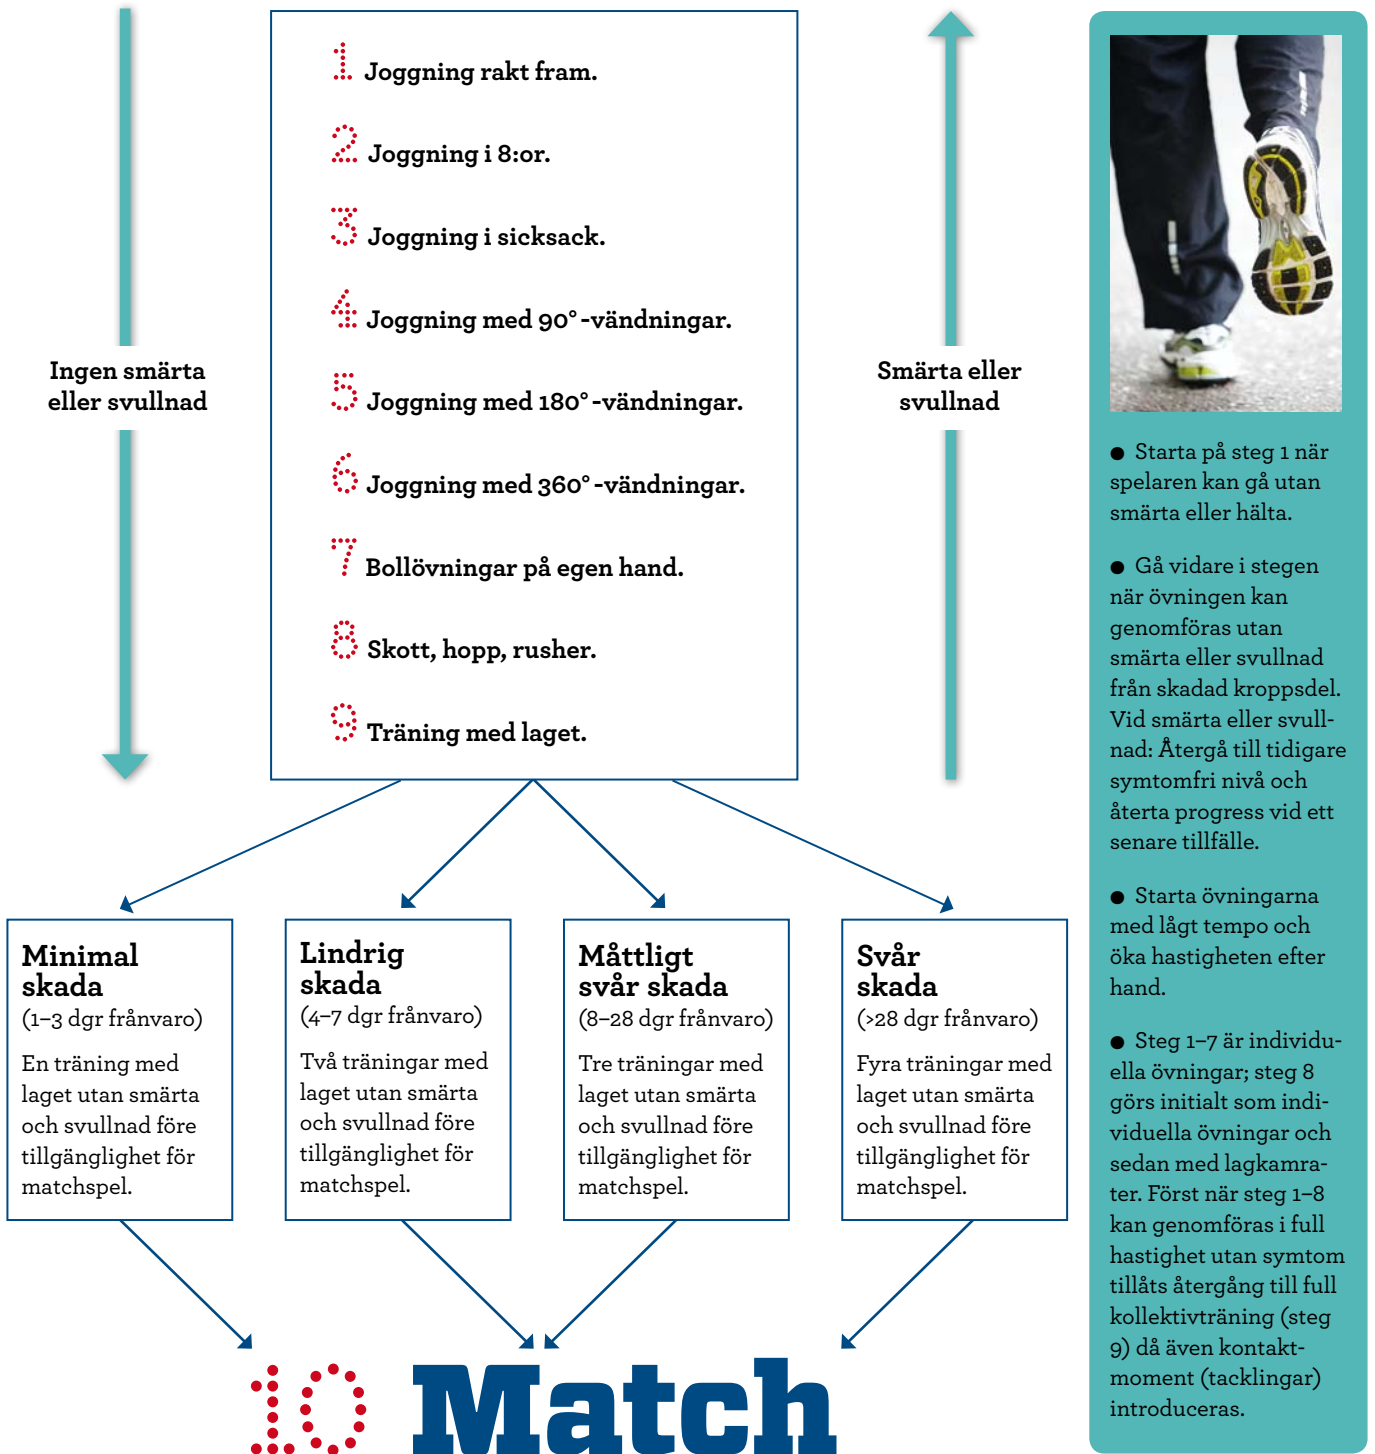 1 Joggning rakt fram.
2 Joggning i 8:or.
3 Joggning i sicksack.
4 Joggning med 90°-vändningar.
5 Joggning med 180°-vändningar.
6 Joggning med 360°-vändningar.
7 Bollövningar på egen hand.
8 Skott, hopp, rusher.
9 Träning med laget.
Ingen smärta
eller svullnad
Smärta eller
svullnad
Minimal
skada
(1–3 dgr frånvaro)
En träning med
laget utan smärta
och svullnad före
tillgänglighet för
matchspel.
Lindrig
skada
(4–7 dgr frånvaro)
Två träningar med
laget utan smärta
och svullnad före
tillgänglighet för
matchspel.
Måttligt
svår skada
(8–28 dgr frånvaro)
Tre träningar med
laget utan smärta
och svullnad före
tillgänglighet för
matchspel.
Svår
skada
(>28 dgr frånvaro)
Fyra träningar med
laget utan smärta
och svullnad före
tillgänglighet för
matchspel.
10 Match
● Starta på steg 1 när
spelaren kan gå utan
smärta eller hälta.
● Gå vidare i stegen
när övningen kan
genomföras utan
smärta eller svullnad
från skadad kroppsdel.
Vid smärta eller svull-
nad: Återgå till tidigare
symtomfri nivå och
återta progress vid ett
senare tillfälle.
● Starta övningarna
med lågt tempo och
öka hastigheten efter
hand.
● Steg 1–7 är individu-
ella övningar; steg 8
görs initialt som indi-
viduella övningar och
sedan med lagkamra-
ter. Först när steg 1–8
kan genomföras i full
hastighet utan symtom
tillåts återgång till full
kollektivträning (steg
9) då även kontakt-
moment (tacklingar)
introduceras.